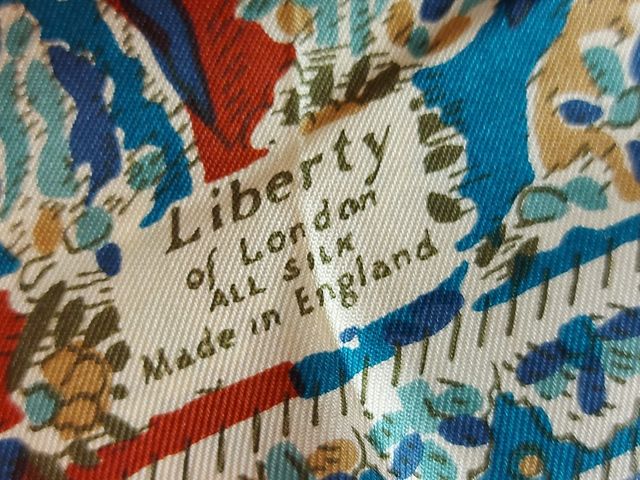 Liberty
of London
ALL SILK
Made in England